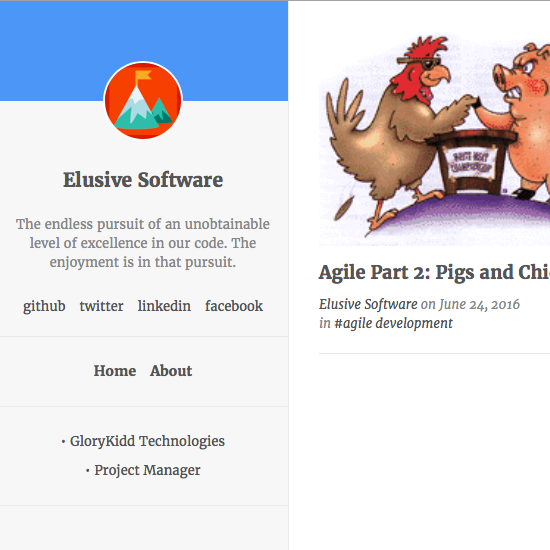 Elusive Software
The endless pursuit of an unobtainable
level of excellence in our code. The
enjoyment is in that pursuit.
github twitter linkedin facebook
Home About
• GloryKidd Technologies
• Project Manager
CHAMPIONSHIP
Agile Part 2: Pigs and Chi
Elusive Software on June 24, 2016
in #agile development